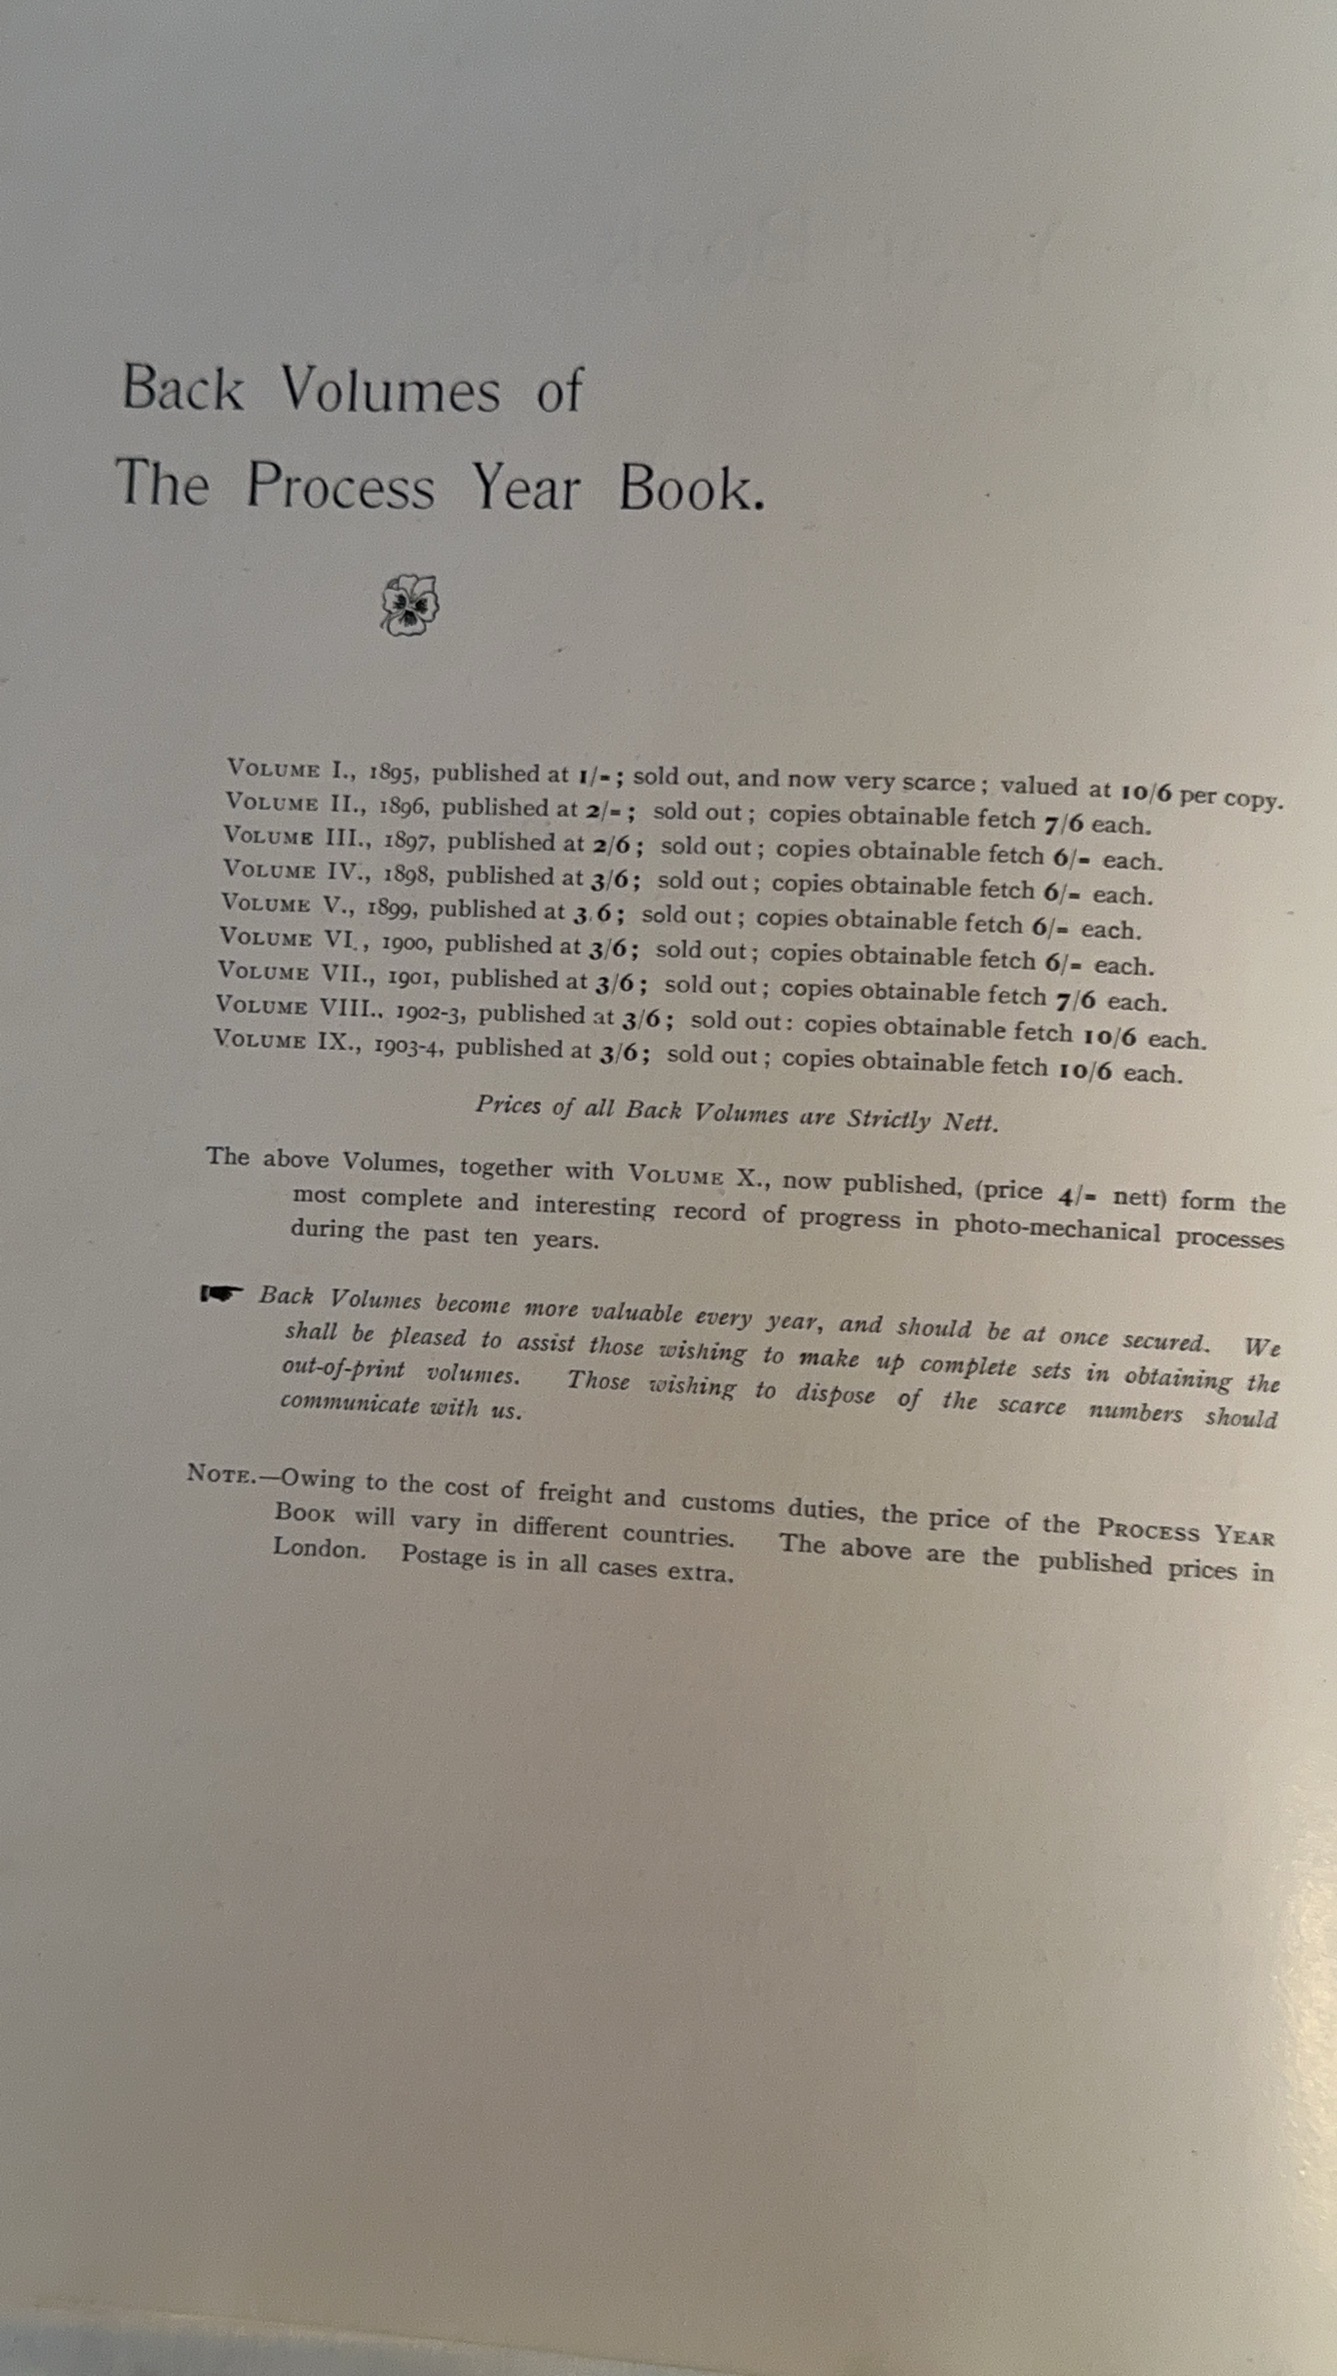 Back Volumes of
The Process Year Book.
VOLUME I., 1895, published at 1/-; sold out, and now very scarce; valued at 10/6 per copy.
VOLUME II., 1896, published at 2/-; sold out; copies obtainable fetch 7/6 each.
VOLUME III., 1897, published at 2/6; sold out; copies obtainable fetch 6/- each.
VOLUME IV., 1898, published at 3/6; sold out; copies obtainable fetch 6/- each.
VOLUME V., 1899, published at 3.6; sold out; copies obtainable fetch 6/- each.
VOLUME VI., 1900, published at 3/6; sold out; copies obtainable fetch 6/- each.
VOLUME VII., 1901, published at 3/6; sold out; copies obtainable fetch 7/6 each.
VOLUME VIII.. 1902-3, published at 3/6; sold out: copies obtainable fetch 10/6 each.
VOLUME IX., 1903-4, published at 3/6; sold out; copies obtainable fetch 10/6 each.
Prices of all Back Volumes are Strictly Nett.
The above Volumes, together with VOLUME X., now published, (price 4/- nett) form the
most complete and interesting record of progress in photo-mechanical processes
during the past ten years.
☛ Back Volumes become more valuable every year, and should be at once secured. We
shall be pleased to assist those wishing to make up complete sets in obtaining the
out-of-print volumes. Those wishing to dispose of the scarce numbers should
communicate with us.
NOTE.—Owing to the cost of freight and customs duties, the price of the PROCESS YEAR
BOOK will vary in different countries. The above are the published prices in
London. Postage is in all cases extra.